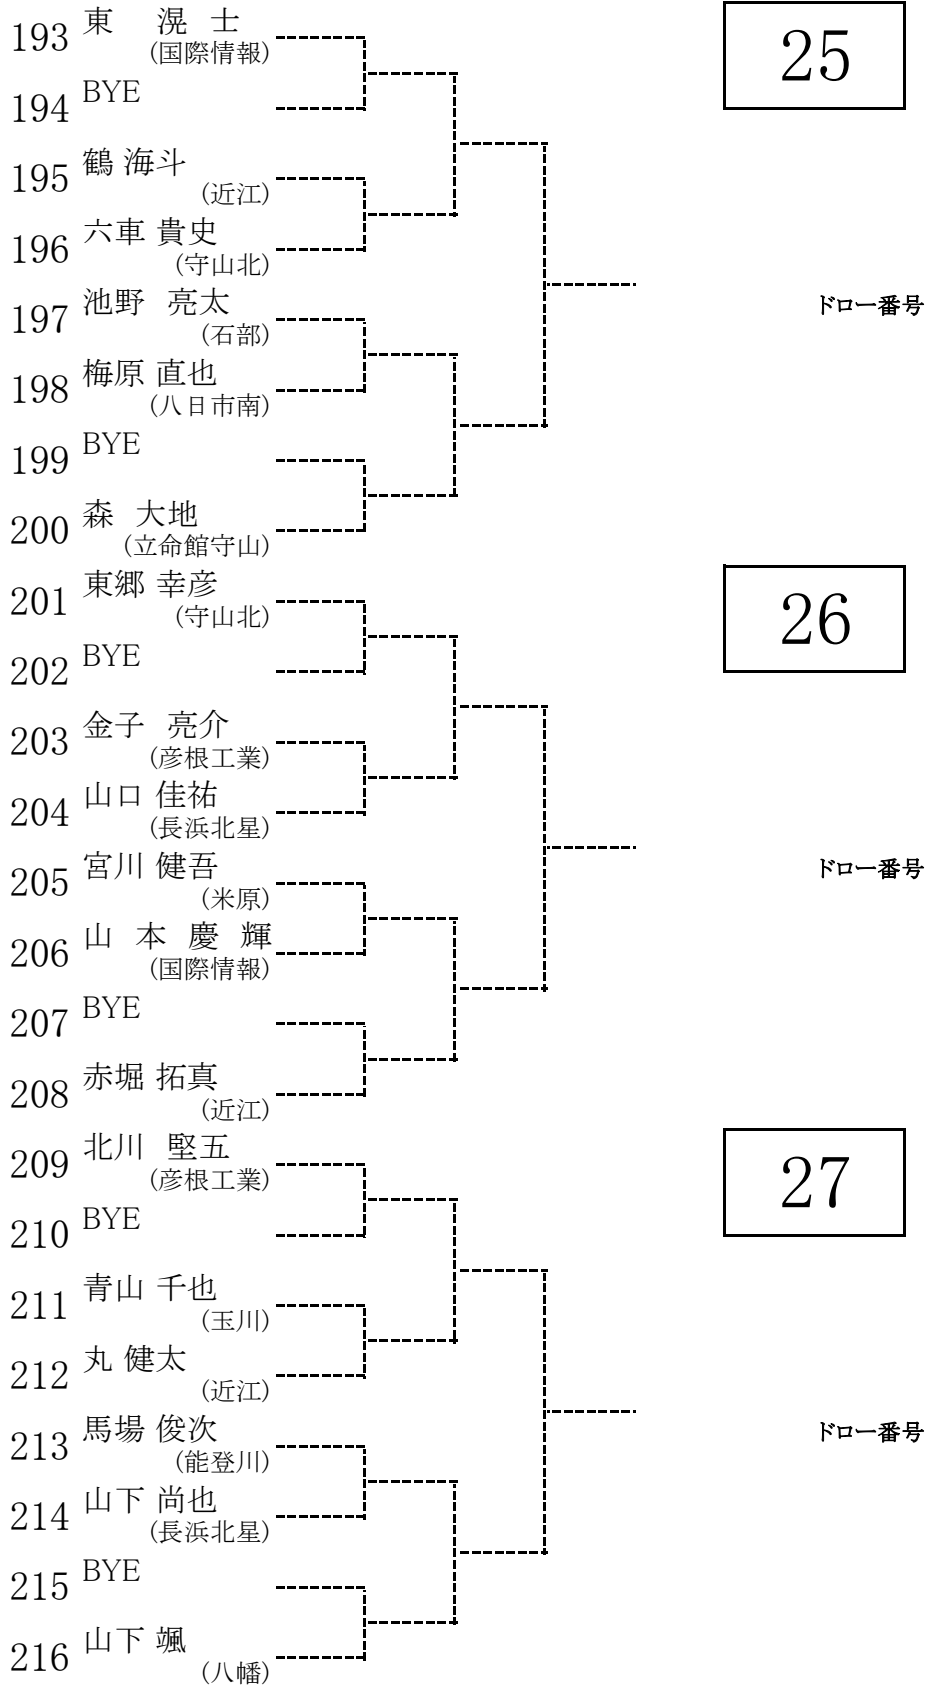 193 東 滉 士
(国際情報)
25
194 BYE
195 鶴 海斗
(近江)
196 六車 貴史
(守山北)
197 池野 亮太
(石部)
ドロー番号
198 梅原 直也
(八日市南)
199 BYE
200 森 大地
(立命館守山)
201 東郷 幸彦
(守山北)
26
202 BYE
203 金子 亮介
(彦根工業)
204 山口 佳祐
(長浜北星)
205 宮川 健吾
(米原)
ドロー番号
206 山 本 慶 輝
(国際情報)
207 BYE
208 赤堀 拓真
(近江)
209 北川 堅五
(彦根工業)
27
210 BYE
211 青山 千也
(玉川)
212 丸 健太
(近江)
213 馬場 俊次
(能登川)
ドロー番号
214 山下 尚也
(長浜北星)
215 BYE
216 山下 颯
(八幡)